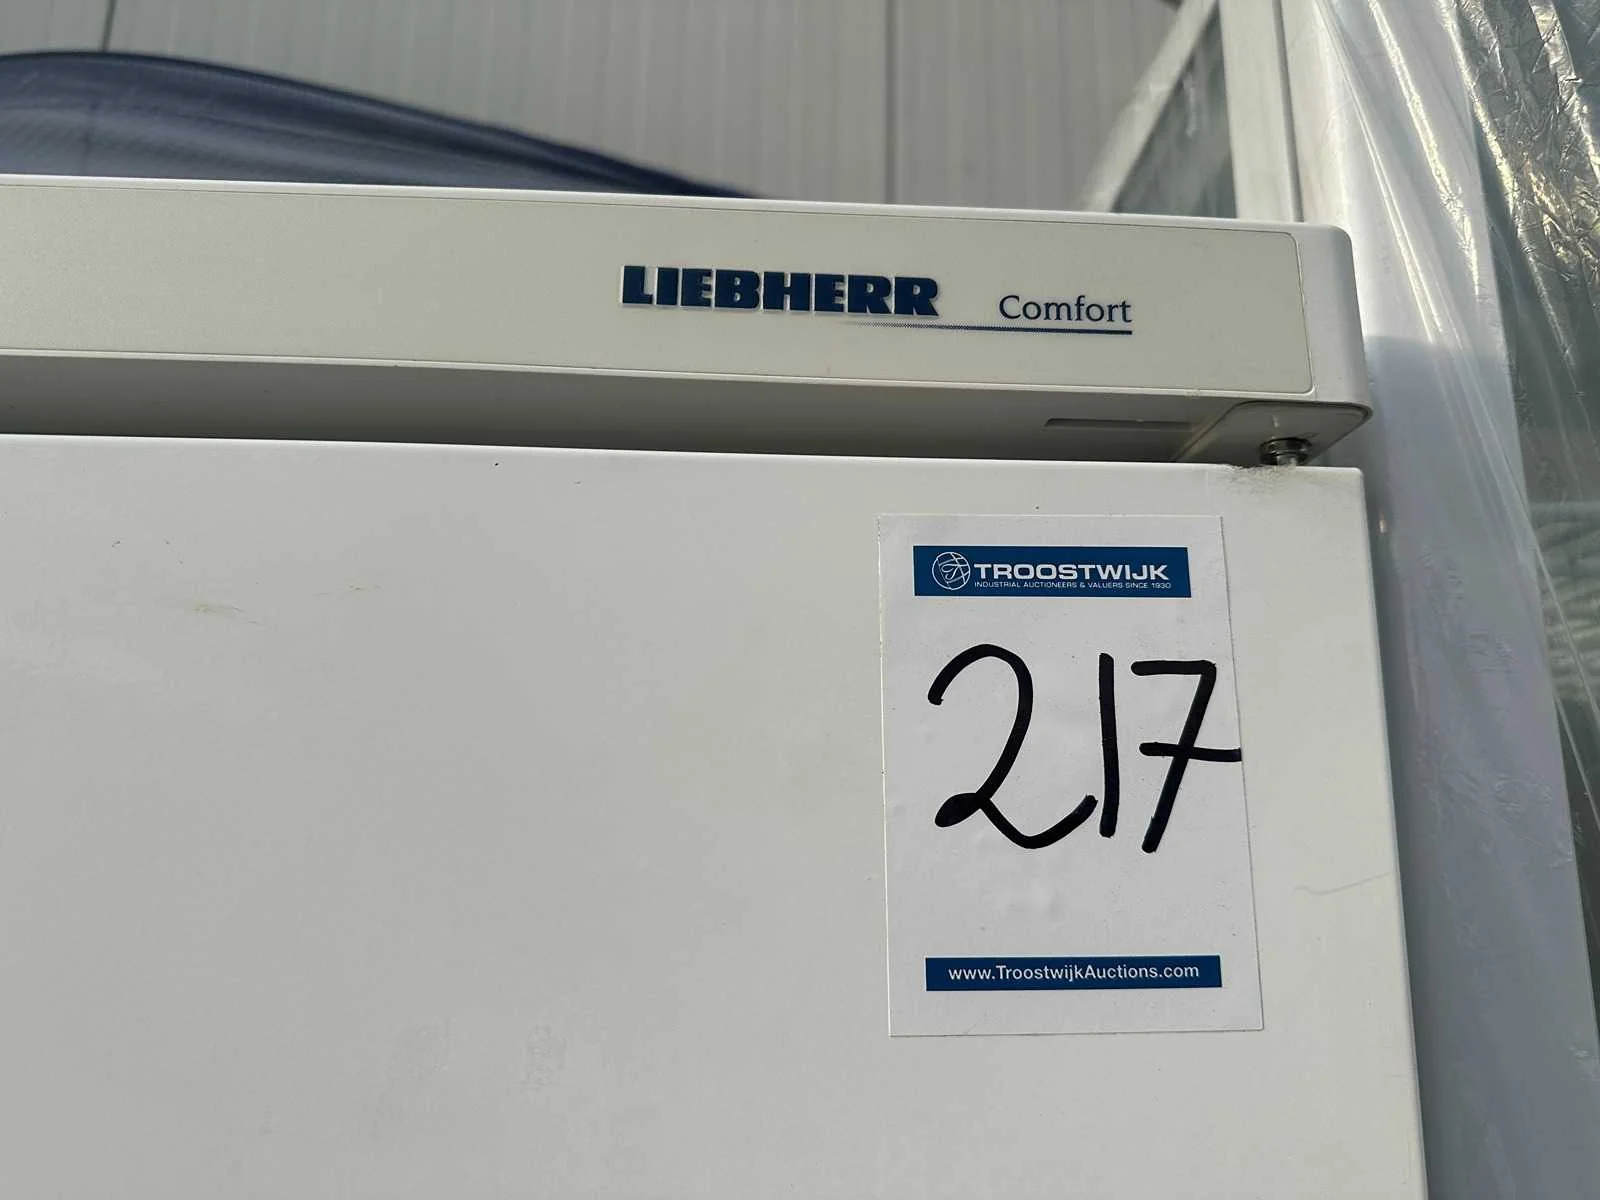 LIEBHERR Comfort
TROOSTWIJK
INDUSTRIAL AUCTIONEERS & VALUERS SINCE 1930
217
www.TroostwijkAuctions.com